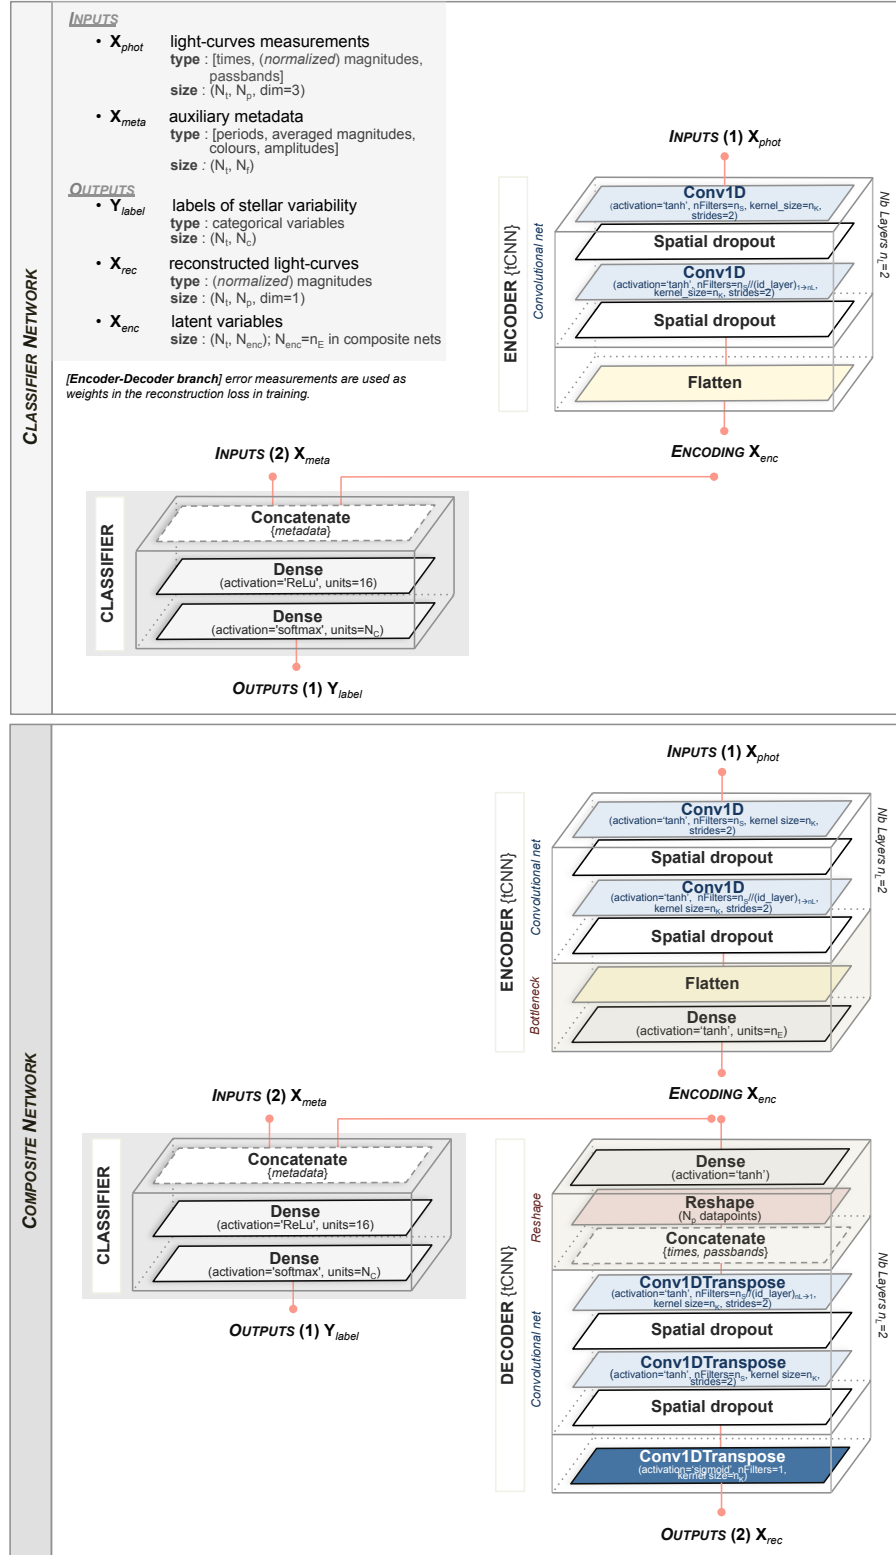 CLASSIFIER NETWORK
INPUTS
• X_phot light-curves measurements
type : [times, (normalized) magnitudes,
passbands]
size : (N_t, N_p, dim=3)
• X_meta auxiliary metadata
type : [periods, averaged magnitudes,
colours, amplitudes]
size : (N_t, N_f)
OUTPUTS
• Y_label labels of stellar variability
type : categorical variables
size : (N_t, N_c)
• X_rec reconstructed light-curves
type : (normalized) magnitudes
size : (N_t, N_p, dim=1)
• X_enc latent variables
size : (N_t, N_enc); N_enc=n_E in composite nets
[Encoder-Decoder branch] error measurements are used as
weights in the reconstruction loss in training.
INPUTS (1) X_phot
ENCODER {tCNN}
Convolutional net
Nb Layers n_L=2
Conv1D
(activation='tanh', nFilters=n_S, kernel_size=n_K,
strides=2)
Spatial dropout
Conv1D
(activation='tanh', nFilters=n_S//(id_layer)_1→nL,
kernel_size=n_K, strides=2)
Spatial dropout
Flatten
ENCODING X_enc
INPUTS (2) X_meta
CLASSIFIER
Concatenate
{metadata}
Dense
(activation='ReLu', units=16)
Dense
(activation='softmax', units=N_C)
OUTPUTS (1) Y_label
COMPOSITE NETWORK
INPUTS (1) X_phot
ENCODER {tCNN}
Convolutional net
Nb Layers n_L=2
Conv1D
(activation='tanh', nFilters=n_S, kernel size=n_K,
strides=2)
Spatial dropout
Conv1D
(activation='tanh', nFilters=n_S//(id_layer)_1→nL,
kernel size=n_K, strides=2)
Spatial dropout
Bottleneck
Flatten
Dense
(activation='tanh', units=n_E)
ENCODING X_enc
INPUTS (2) X_meta
CLASSIFIER
Concatenate
{metadata}
Dense
(activation='ReLu', units=16)
Dense
(activation='softmax', units=N_C)
OUTPUTS (1) Y_label
DECODER {tCNN}
Reshape
Dense
(activation='tanh')
Reshape
(N_p datapoints)
Concatenate
{times, passbands}
Convolutional net
Nb Layers n_L=2
Conv1DTranspose
(activation='tanh', nFilters=n_S//(id_layer)_nL→1,
kernel size=n_K, strides=2)
Spatial dropout
Conv1DTranspose
(activation='tanh', nFilters=n_S, kernel size=n_K,
strides=2)
Spatial dropout
Conv1DTranspose
(activation='sigmoid', nFilters=1,
kernel size=n_K)
OUTPUTS (2) X_rec